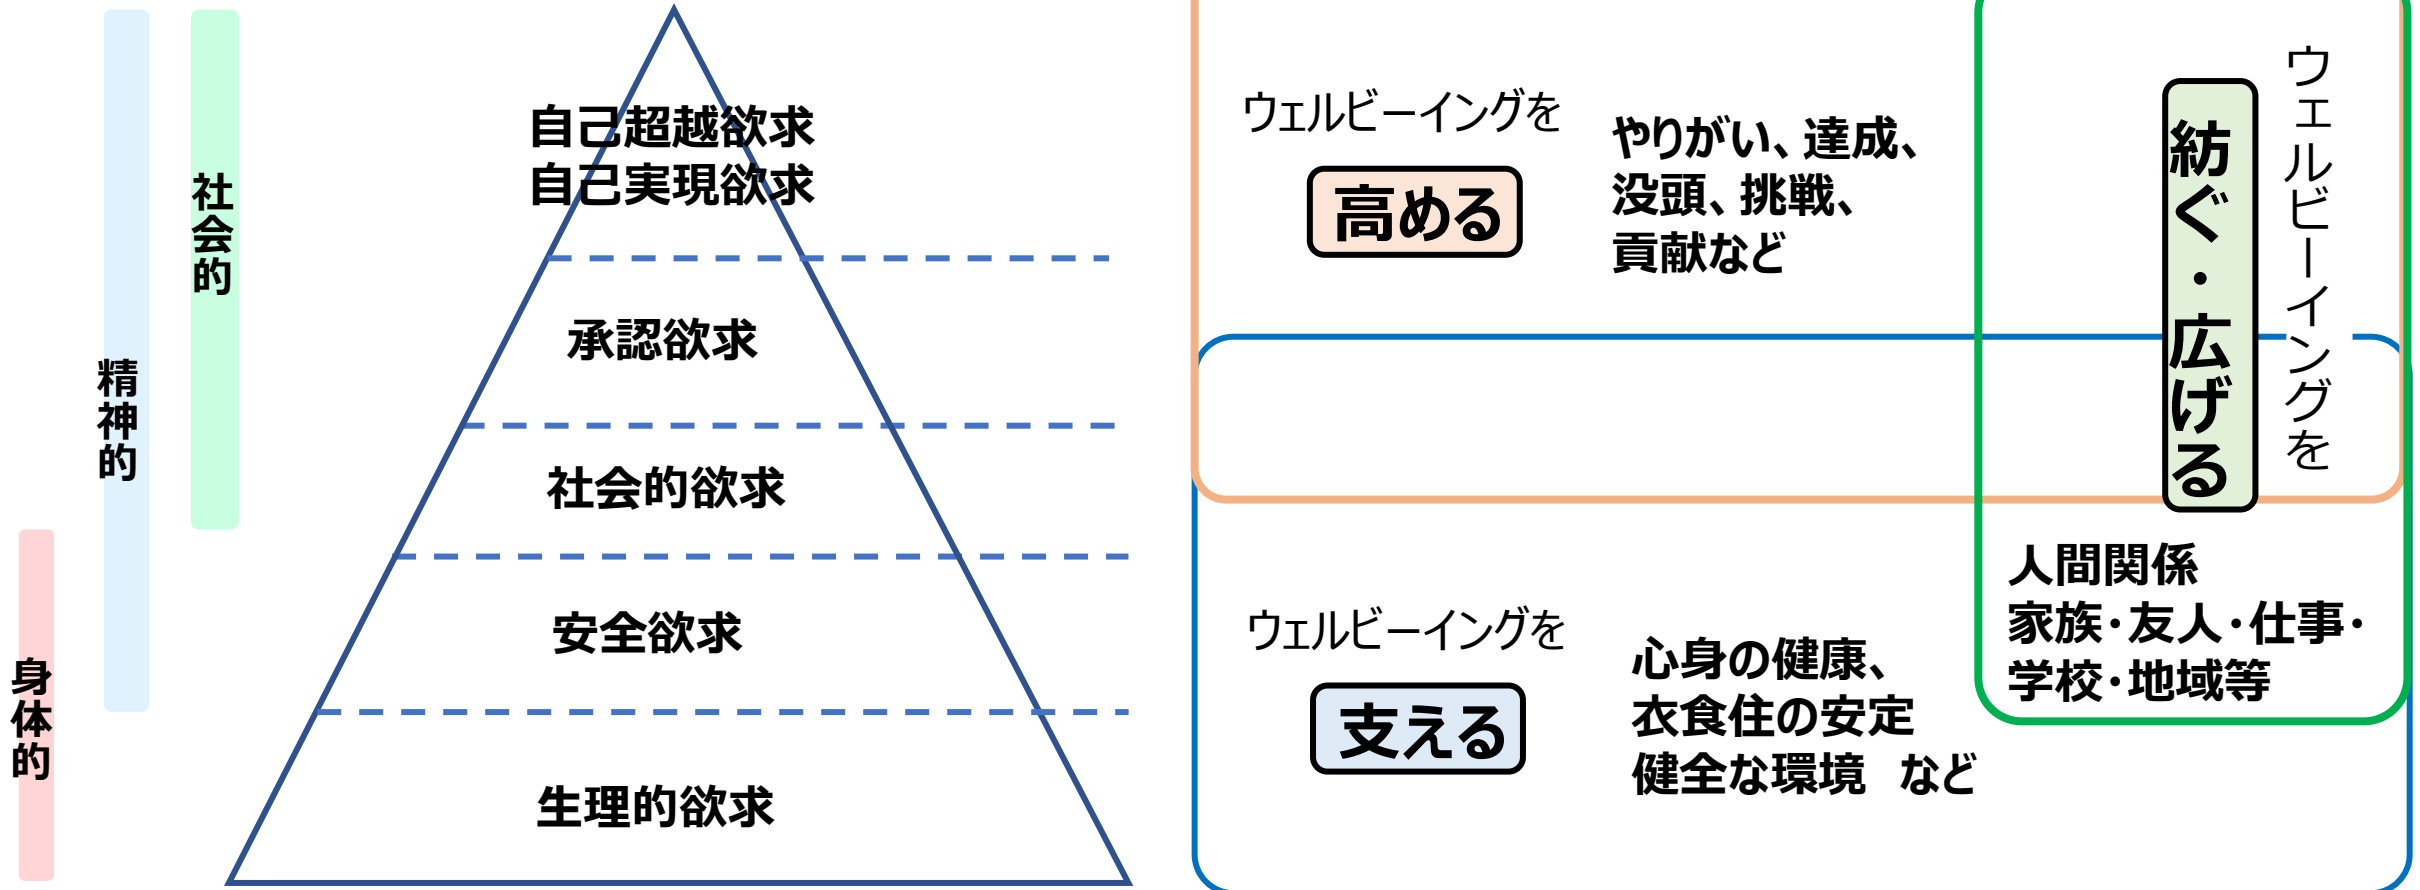 身体的
精神的
社会的
自己超越欲求
自己実現欲求
承認欲求
社会的欲求
安全欲求
生理的欲求
ウェルビーイングを
高める
やりがい、達成、
没頭、挑戦、
貢献など
ウェルビーイングを
支える
心身の健康、
衣食住の安定
健全な環境　など
ウェルビーイングを
紡ぐ・広げる
人間関係
家族・友人・仕事・
学校・地域等